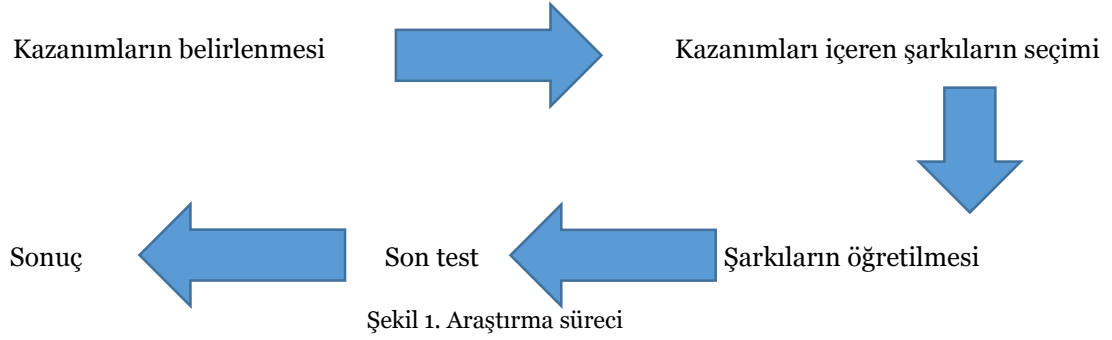 Kazanımların belirlenmesi
Kazanımları içeren şarkıların seçimi
Şarkıların öğretilmesi
Son test
Sonuç
Şekil 1. Araştırma süreci